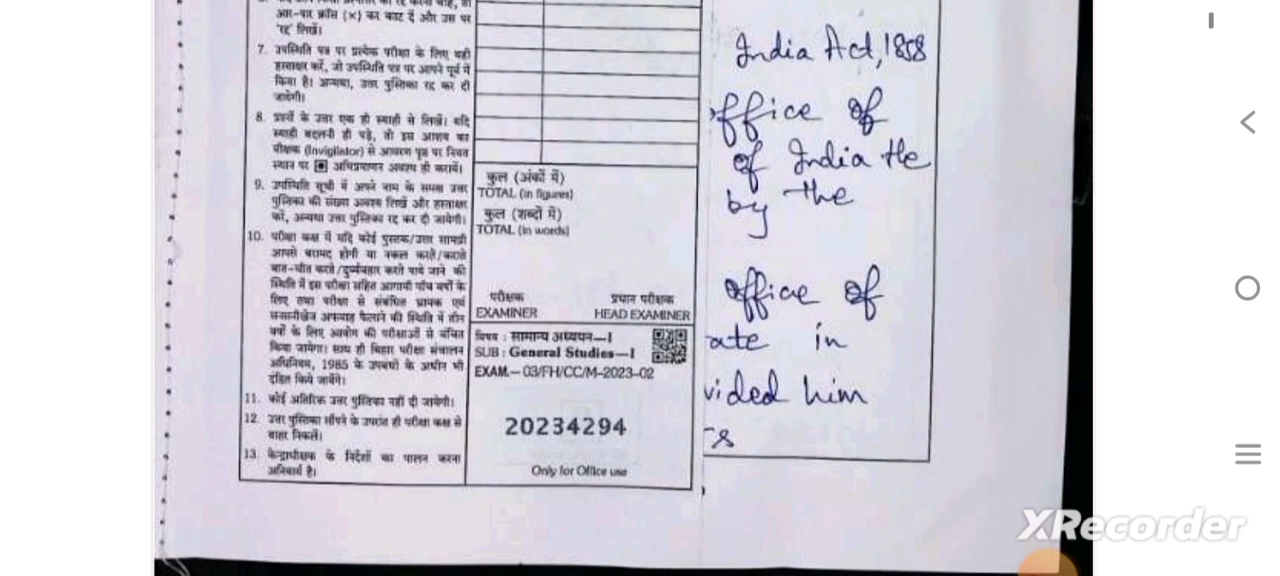 आर-पार क्रॉस (×) कर काट दें और उस पर
'रद्द' लिखें।
7. उपस्थिति पत्र पर प्रत्येक परीक्षा के लिए वही
हस्ताक्षर करें, जो उपस्थिति पत्र पर आपने पूर्व में
किया है। अन्यथा, उत्तर पुस्तिका रद्द कर दी
जायेगी।
8. प्रश्नों के उत्तर एक ही स्याही से लिखें। यदि
स्याही बदलनी ही पड़े, तो इस आशय का
वीक्षक (Invigilator) से आवरण पृष्ठ पर नियत
स्थान पर अभिप्रमाणन अवश्य ही करायें।
9. उपस्थिति सूची में अपने नाम के समक्ष उत्तर
पुस्तिका की संख्या अवश्य लिखें और हस्ताक्षर
करें, अन्यथा उत्तर पुस्तिका रद्द कर दी जायेगी।
10. परीक्षा कक्ष में यदि कोई पुस्तक/उत्तर सामग्री
आपसे बरामद होगी या नकल करते/कराते
बात-चीत करते/दुर्व्यवहार करते पाये जाने की
स्थिति में इस परीक्षा सहित आगामी पाँच वर्षों के
लिए तथा परीक्षा से संबंधित भ्रामक एवं
सनसनीखेज अफवाह फैलाने की स्थिति में तीन
वर्षों के लिए आयोग की परीक्षाओं से वंचित
किया जायेगा। साथ ही बिहार परीक्षा संचालन
अधिनियम, 1985 के उपबंधों के अधीन भी
दंडित किये जायेंगे।
11. कोई अतिरिक्त उत्तर पुस्तिका नहीं दी जायेगी।
12. उत्तर पुस्तिका सौंपने के उपरांत ही परीक्षा कक्ष से
बाहर निकलें।
13. केन्द्राधीक्षक के निर्देशों का पालन करना
अनिवार्य है।
कुल (अंकों में)
TOTAL (in figures)
कुल (शब्दों में)
TOTAL (in words)
परीक्षक प्रधान परीक्षक
EXAMINER HEAD EXAMINER
विषय : सामान्य अध्ययन—I
SUB : General Studies—I
EXAM.— 03/FH/CC/M-2023-02
20234294
Only for Office use
India Act, 1858
office of
of India the
by the
office of
ate in
vided him
rs
XRecorder